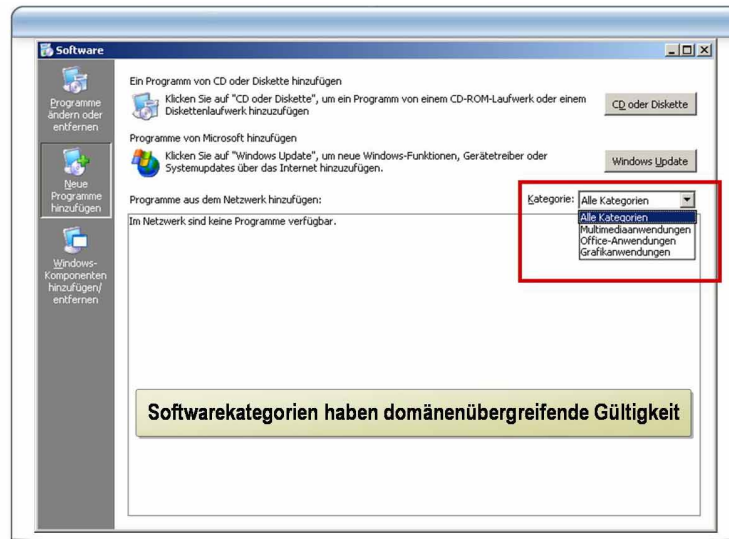 Software
Programme
ändern oder
entfernen
Neue
Programme
hinzufügen
Windows-
Komponenten
hinzufügen/
entfernen
Ein Programm von CD oder Diskette hinzufügen
Klicken Sie auf "CD oder Diskette", um ein Programm von einem CD-ROM-Laufwerk oder einem
Diskettenlaufwerk hinzuzufügen
CD oder Diskette
Programme von Microsoft hinzufügen
Klicken Sie auf "Windows Update", um neue Windows-Funktionen, Gerätetreiber oder
Systemupdates über das Internet hinzuzufügen.
Windows Update
Programme aus dem Netzwerk hinzufügen:
Kategorie: Alle Kategorien
Alle Kategorien
Multimediaanwendungen
Office-Anwendungen
Grafikanwendungen
Im Netzwerk sind keine Programme verfügbar.
Softwarekategorien haben domänenübergreifende Gültigkeit